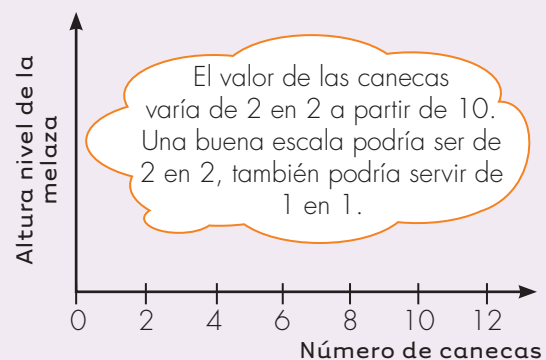 Altura nivel de la
melaza
El valor de las canecas
varía de 2 en 2 a partir de 10.
Una buena escala podría ser de
2 en 2, también podría servir de
1 en 1.
0 2 4 6 8 10 12
Número de canecas